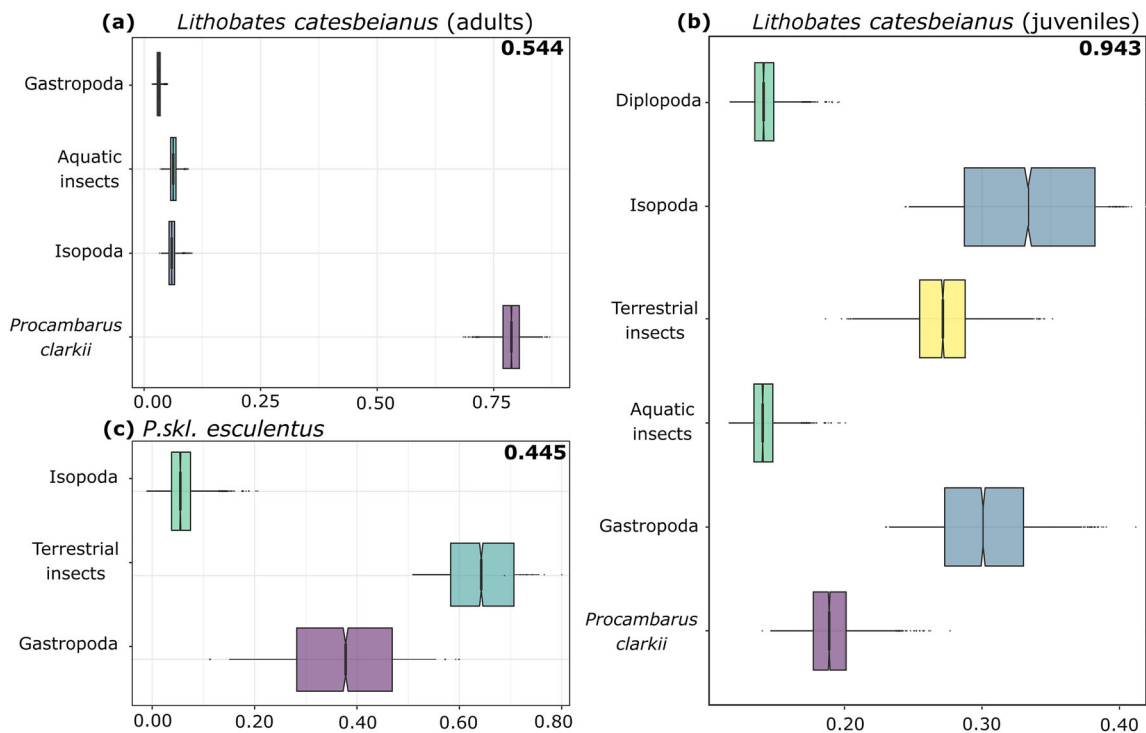 (a) Lithobates catesbeianus (adults)
0.544
Gastropoda
Aquatic
insects
Isopoda
Procambarus
clarkii
0.00 0.25 0.50 0.75
(c) P.skl. esculentus
0.445
Isopoda
Terrestrial
insects
Gastropoda
0.00 0.20 0.40 0.60 0.80
(b) Lithobates catesbeianus (juveniles)
0.943
Diplopoda
Isopoda
Terrestrial
insects
Aquatic
insects
Gastropoda
Procambarus
clarkii
0.20 0.30 0.40